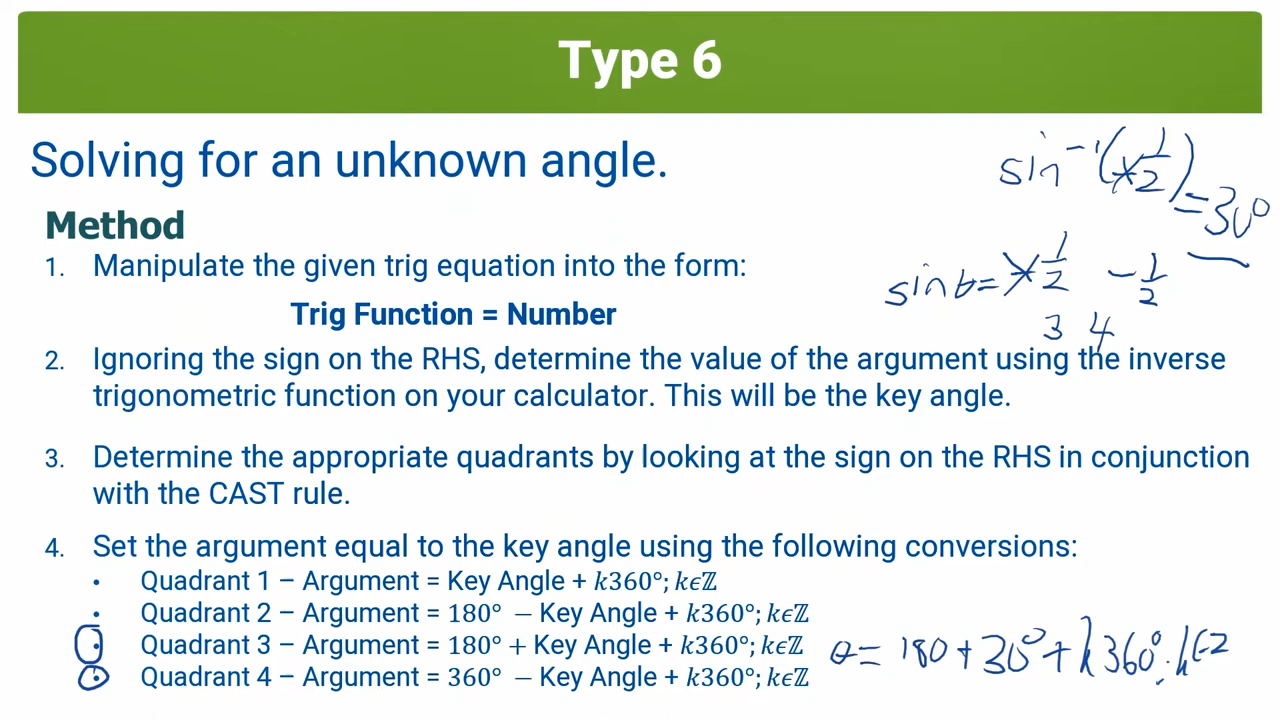 Type 6
Solving for an unknown angle.
sin⁻¹(1/2) = 30°
Method
1. Manipulate the given trig equation into the form:
sin θ = 1/2   - 1/2
Trig Function = Number
3 4
2. Ignoring the sign on the RHS, determine the value of the argument using the inverse
trigonometric function on your calculator. This will be the key angle.
3. Determine the appropriate quadrants by looking at the sign on the RHS in conjunction
with the CAST rule.
4. Set the argument equal to the key angle using the following conversions:
• Quadrant 1 – Argument = Key Angle + k360°; kϵℤ
• Quadrant 2 – Argument = 180° − Key Angle + k360°; kϵℤ
• Quadrant 3 – Argument = 180° + Key Angle + k360°; kϵℤ
θ = 180 + 30° + k360°; k∈Z
• Quadrant 4 – Argument = 360° − Key Angle + k360°; kϵℤ